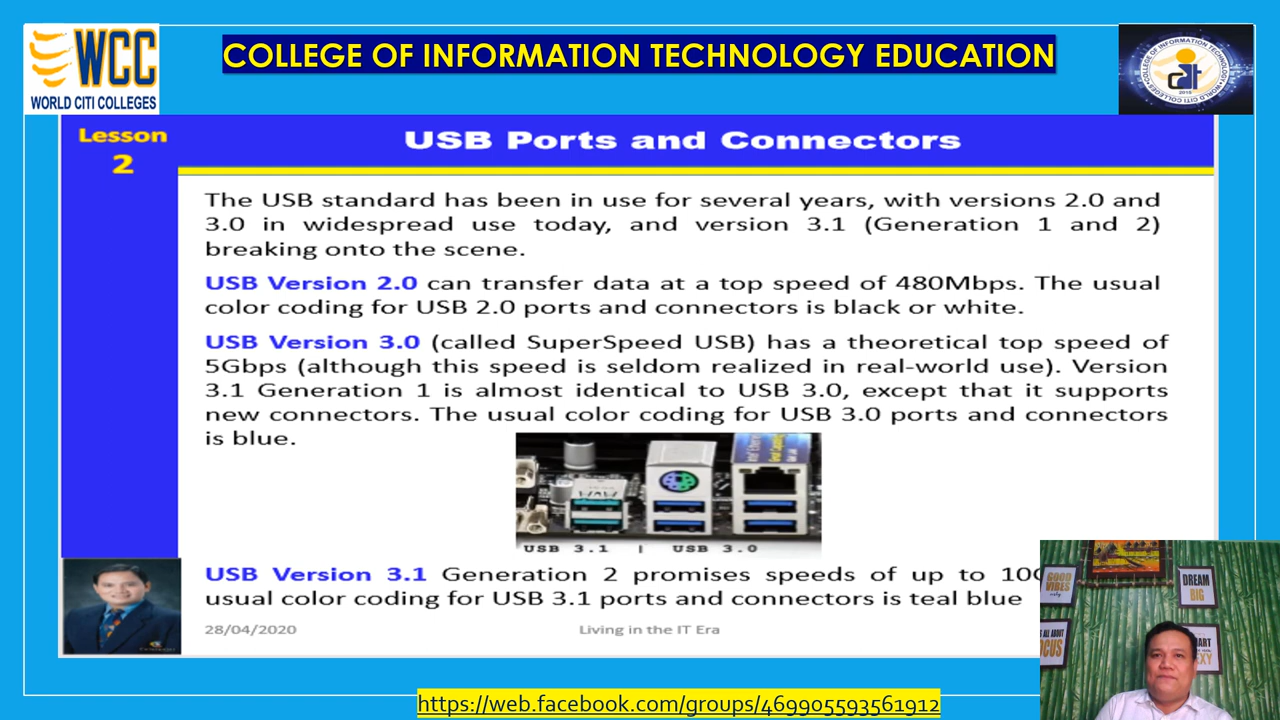 WCC
WORLD CITI COLLEGES
COLLEGE OF INFORMATION TECHNOLOGY EDUCATION
Lesson
2
USB Ports and Connectors
The USB standard has been in use for several years, with versions 2.0 and
3.0 in widespread use today, and version 3.1 (Generation 1 and 2)
breaking onto the scene.
USB Version 2.0 can transfer data at a top speed of 480Mbps. The usual
color coding for USB 2.0 ports and connectors is black or white.
USB Version 3.0 (called SuperSpeed USB) has a theoretical top speed of
5Gbps (although this speed is seldom realized in real-world use). Version
3.1 Generation 1 is almost identical to USB 3.0, except that it supports
new connectors. The usual color coding for USB 3.0 ports and connectors
is blue.
USB 3.1 | USB 3.0
USB Version 3.1 Generation 2 promises speeds of up to
usual color coding for USB 3.1 ports and connectors is teal blue
28/04/2020
Living in the IT Era
GOOD
VIBES
only
DREAM
BIG
ALL ABOUT
FOCUS
https://web.facebook.com/groups/469905593561912